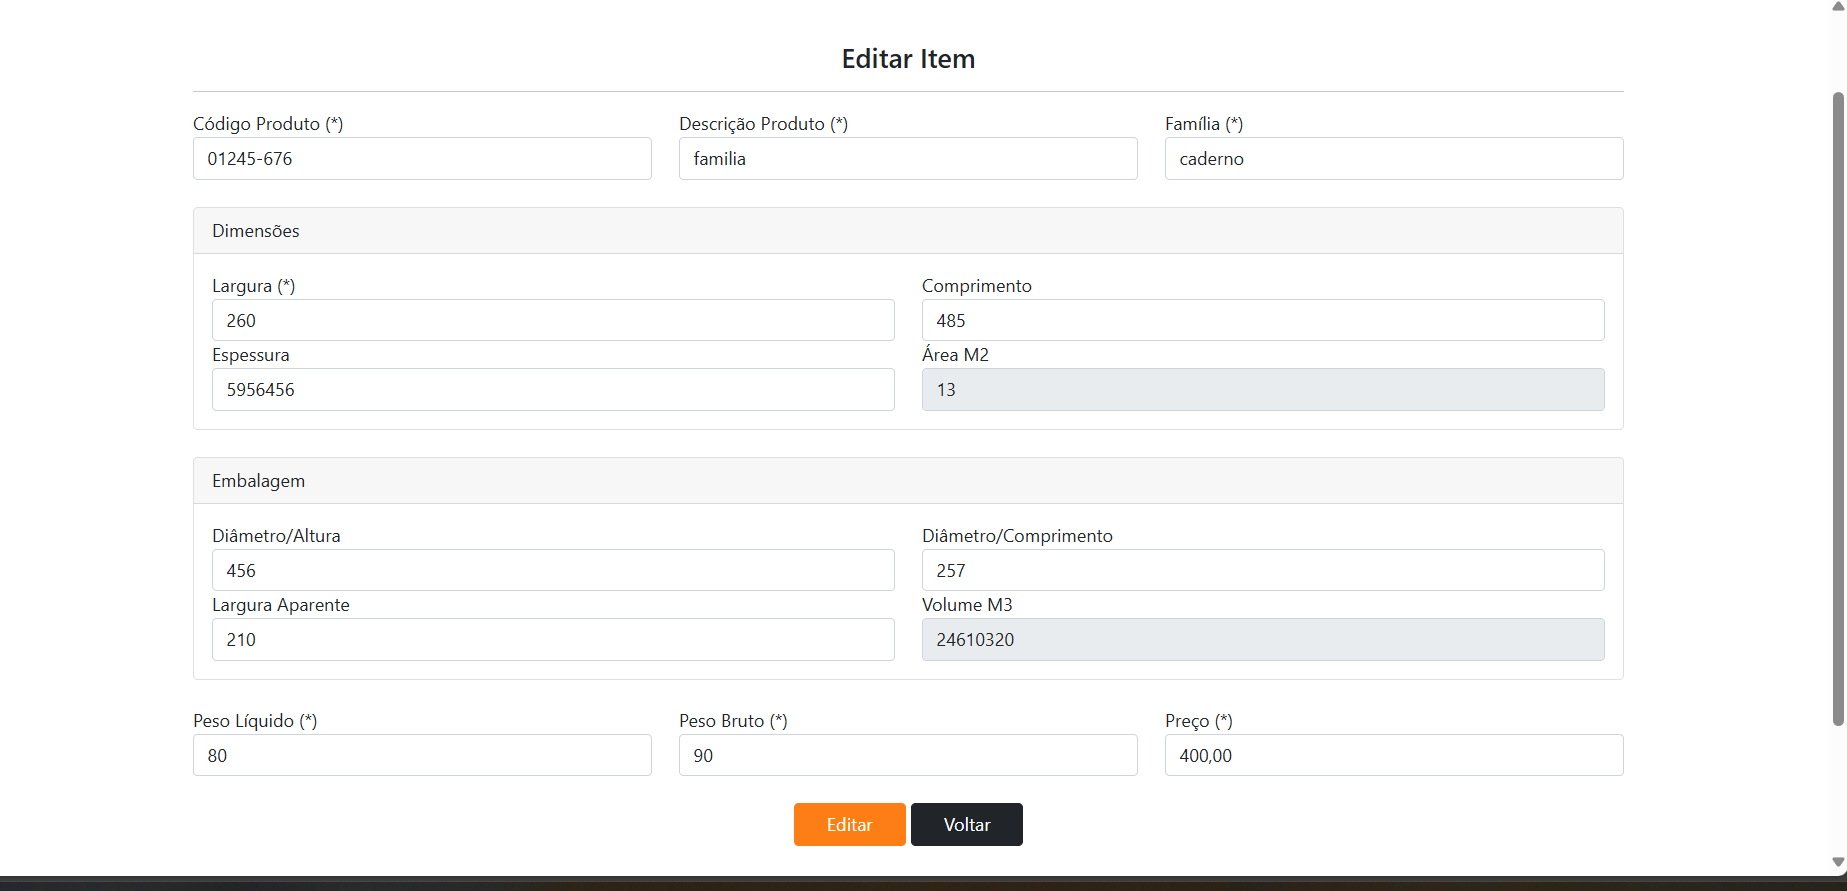 Editar Item
Código Produto (*) Descrição Produto (*) Família (*)
01245-676 familia caderno
Dimensões
Largura (*) Comprimento
260 485
Espessura Área M2
5956456 13
Embalagem
Diâmetro/Altura Diâmetro/Comprimento
456 257
Largura Aparente Volume M3
210 24610320
Peso Líquido (*) Peso Bruto (*) Preço (*)
80 90 400,00
Editar Voltar